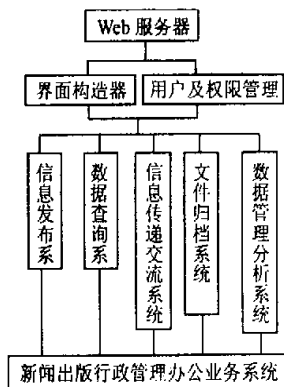 Web 服务器
界面构造器
用户及权限管理
信息发布系
数据查询系
信息传递交流系统
文件归档系统
数据管理分析系统
新闻出版行政管理办公业务系统